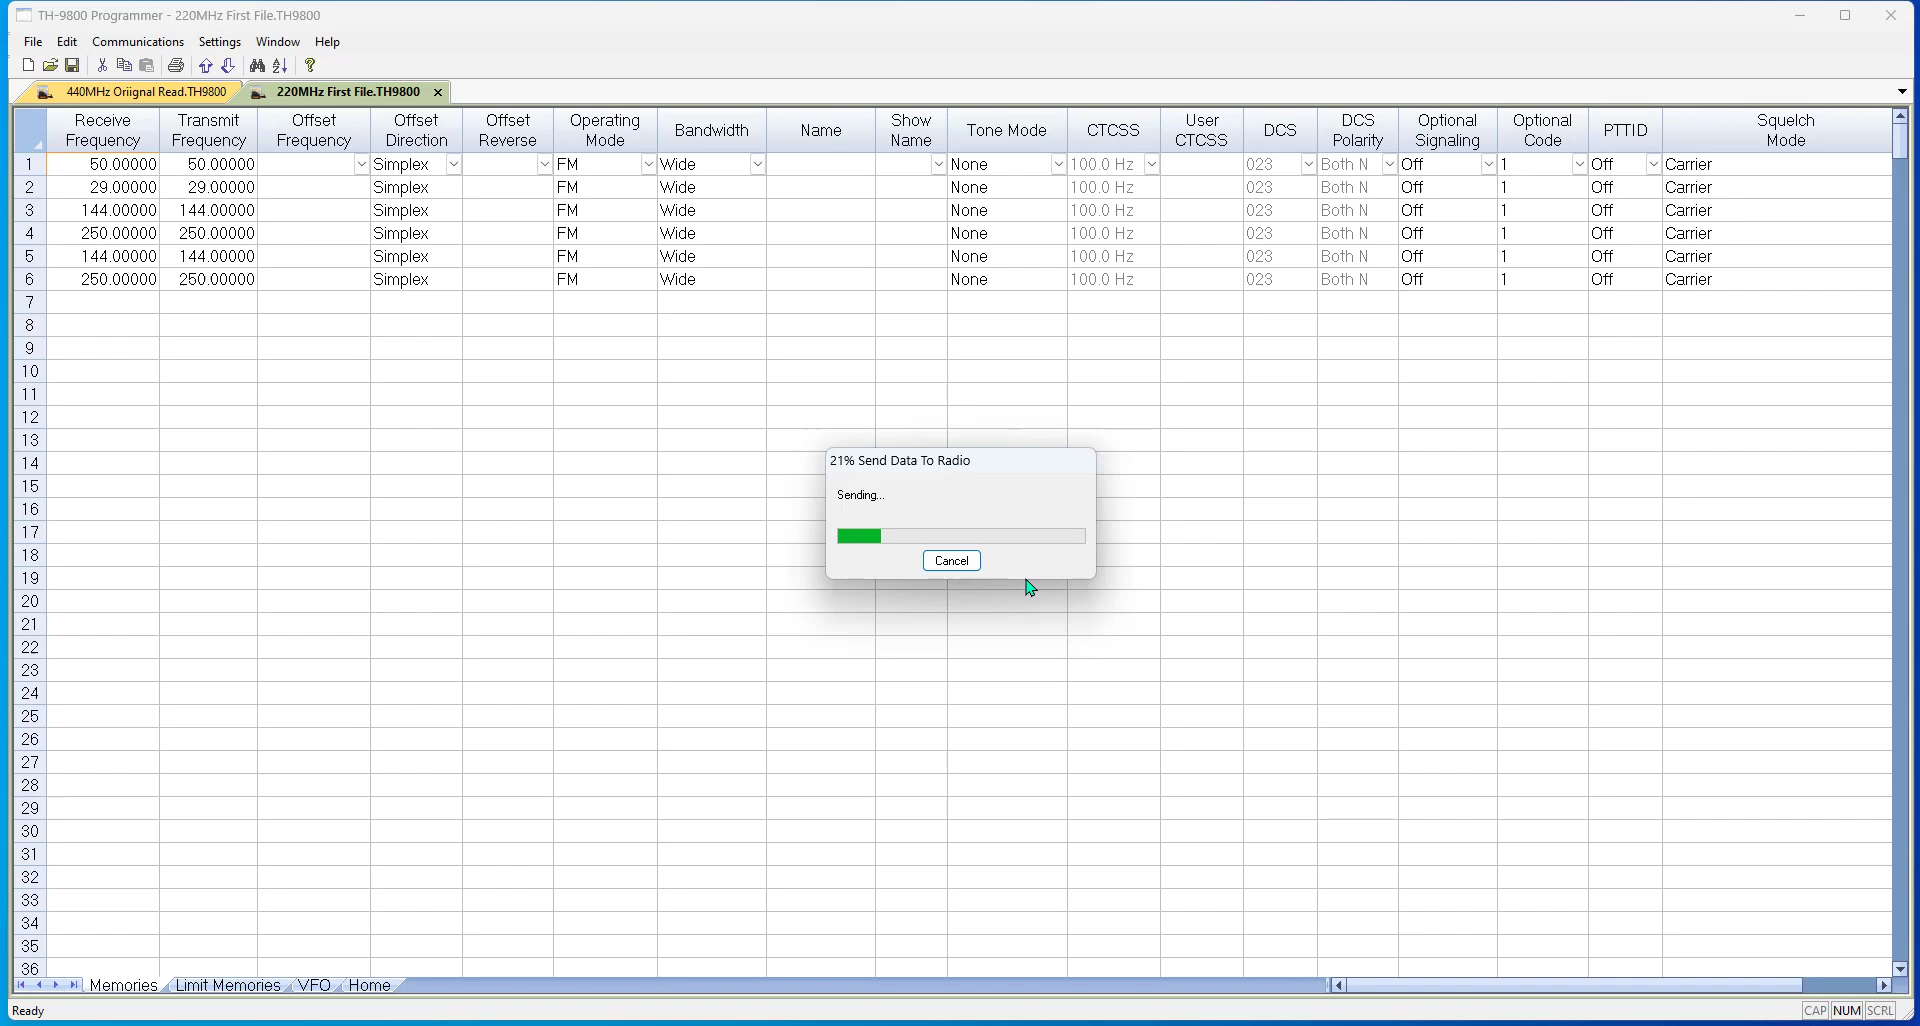 TH-9800 Programmer - 220MHz First File.TH9800
File Edit Communications Settings Window Help
440MHz Oriignal Read.TH9800 220MHz First File.TH9800
Receive Frequency Transmit Frequency Offset Frequency Offset Direction Offset Reverse Operating Mode Bandwidth Name Show Name Tone Mode CTCSS User CTCSS DCS DCS Polarity Optional Signaling Optional Code PTTID Squelch Mode
1 50.00000 50.00000 Simplex FM Wide None 100.0 Hz 023 Both N Off 1 Off Carrier
2 29.00000 29.00000 Simplex FM Wide None 100.0 Hz 023 Both N Off 1 Off Carrier
3 144.00000 144.00000 Simplex FM Wide None 100.0 Hz 023 Both N Off 1 Off Carrier
4 250.00000 250.00000 Simplex FM Wide None 100.0 Hz 023 Both N Off 1 Off Carrier
5 144.00000 144.00000 Simplex FM Wide None 100.0 Hz 023 Both N Off 1 Off Carrier
6 250.00000 250.00000 Simplex FM Wide None 100.0 Hz 023 Both N Off 1 Off Carrier
7
8
9
10
11
12
13
14
15
16
17
18
19
20
21
22
23
24
25
26
27
28
29
30
31
32
33
34
35
36
21% Send Data To Radio
Sending...
Cancel
Memories Limit Memories VFO Home
Ready CAP NUM SCRL